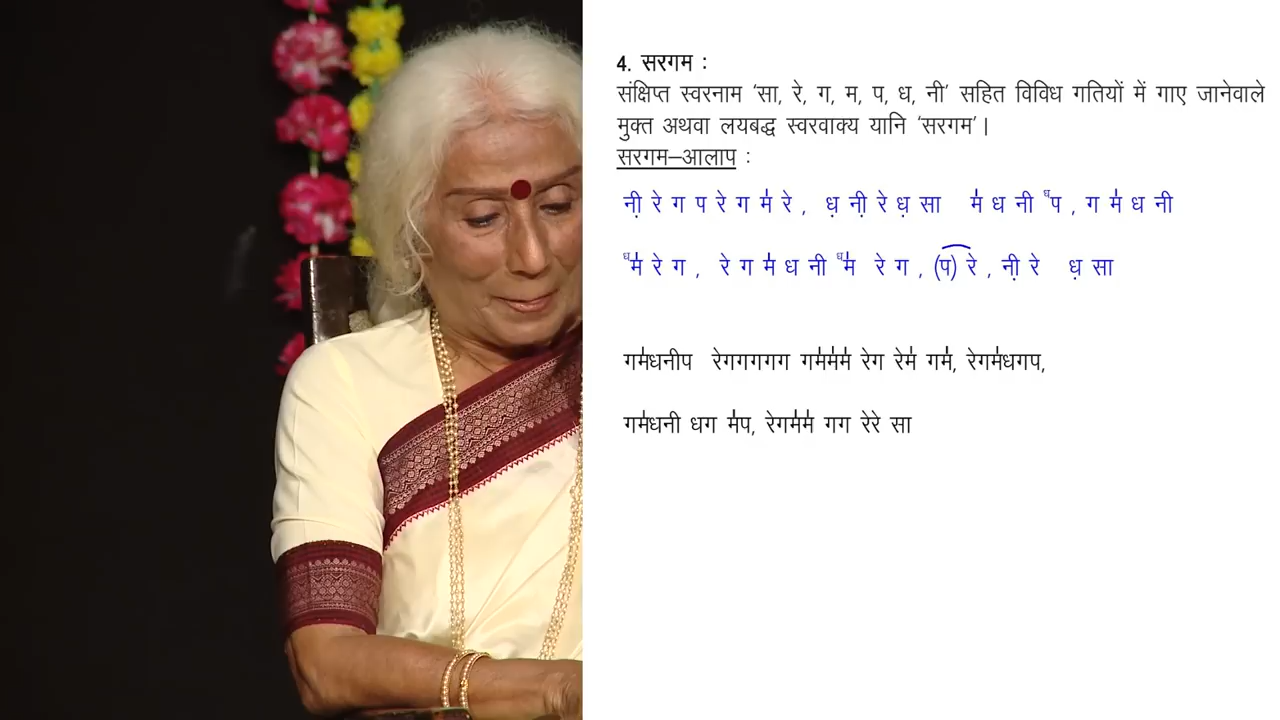 4. सरगम :
संक्षिप्त स्वरनाम ‘सा, रे, ग, म, प, ध, नी’ सहित विविध गतियों में गाए जानेवाले
मुक्त अथवा लयबद्ध स्वरवाक्य यानि ‘सरगम’।
सरगम–आलाप :
नी़ रे ग प रे ग म॑ रे , ध़ नी़ रे ध़ सा म॑ ध नी ध प , ग म॑ ध नी
ध म॑ रे ग , रे ग म॑ ध नी ध म॑ रे ग , (प) रे , नी़ रे ध़ सा
गम॑धनीप रेगगगगग गम॑म॑म॑ रेग रेम॑ गम॑, रेगम॑धगप,
गम॑धनी धग म॑प, रेगम॑म॑ गग रेरे सा